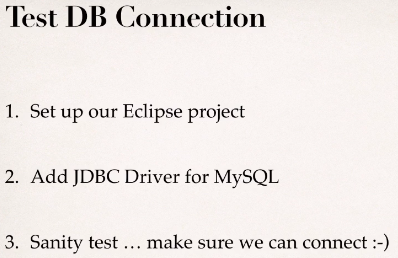 Test DB Connection
1. Set up our Eclipse project
2. Add JDBC Driver for MySQL
3. Sanity test … make sure we can connect :-)